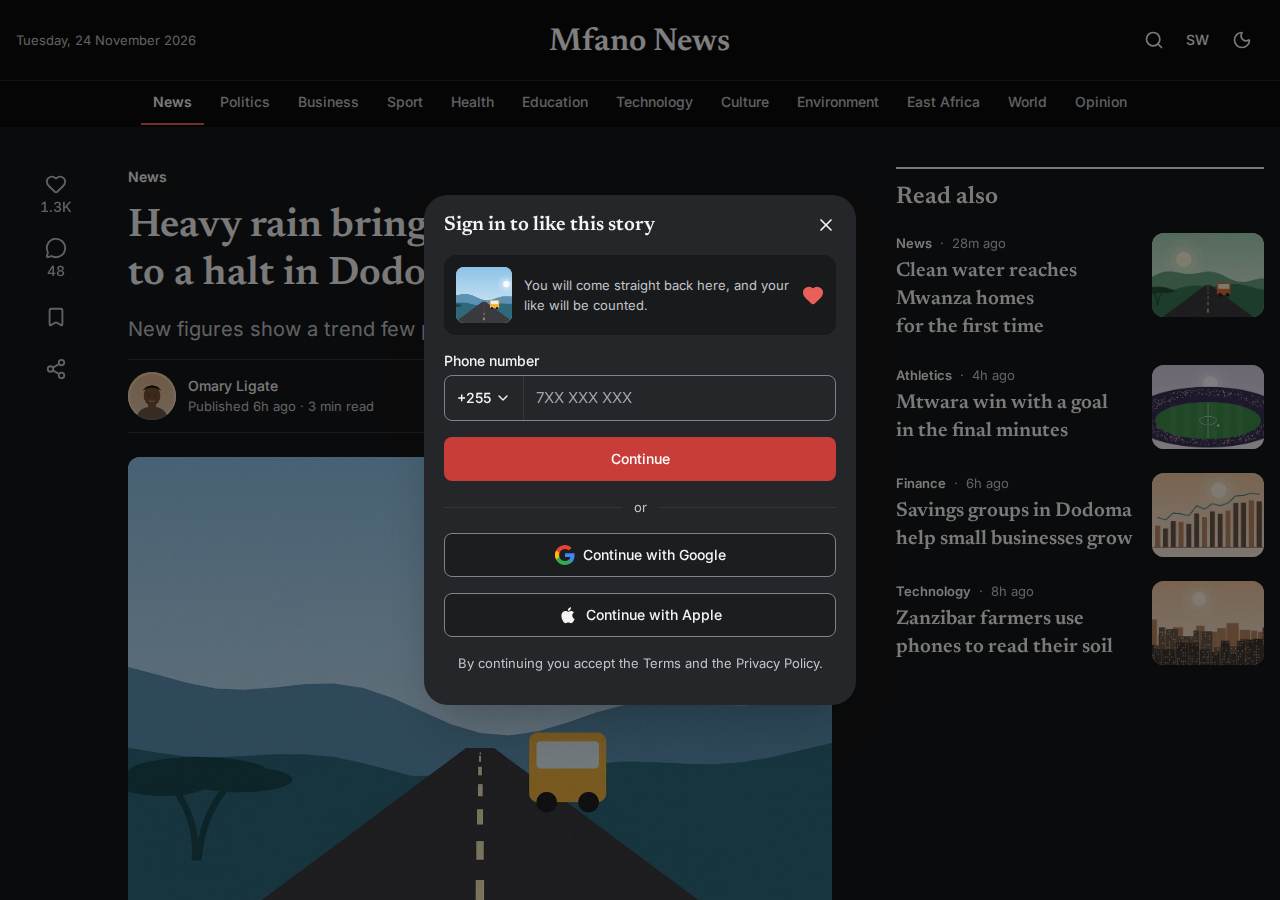 Tuesday, 24 November 2026
Mfano News
SW
News
Politics
Business
Sport
Health
Education
Technology
Culture
Environment
East Africa
World
Opinion
1.3K
48
News
Heavy rain bring
to a halt in Dodo
New figures show a trend few
Omary Ligate
Published 6h ago · 3 min read
Sign in to like this story
You will come straight back here, and your
like will be counted.
Phone number
+255
7XX XXX XXX
Continue
or
Continue with Google
Continue with Apple
By continuing you accept the Terms and the Privacy Policy.
Read also
News · 28m ago
Clean water reaches
Mwanza homes
for the first time
Athletics · 4h ago
Mtwara win with a goal
in the final minutes
Finance · 6h ago
Savings groups in Dodoma
help small businesses grow
Technology · 8h ago
Zanzibar farmers use
phones to read their soil